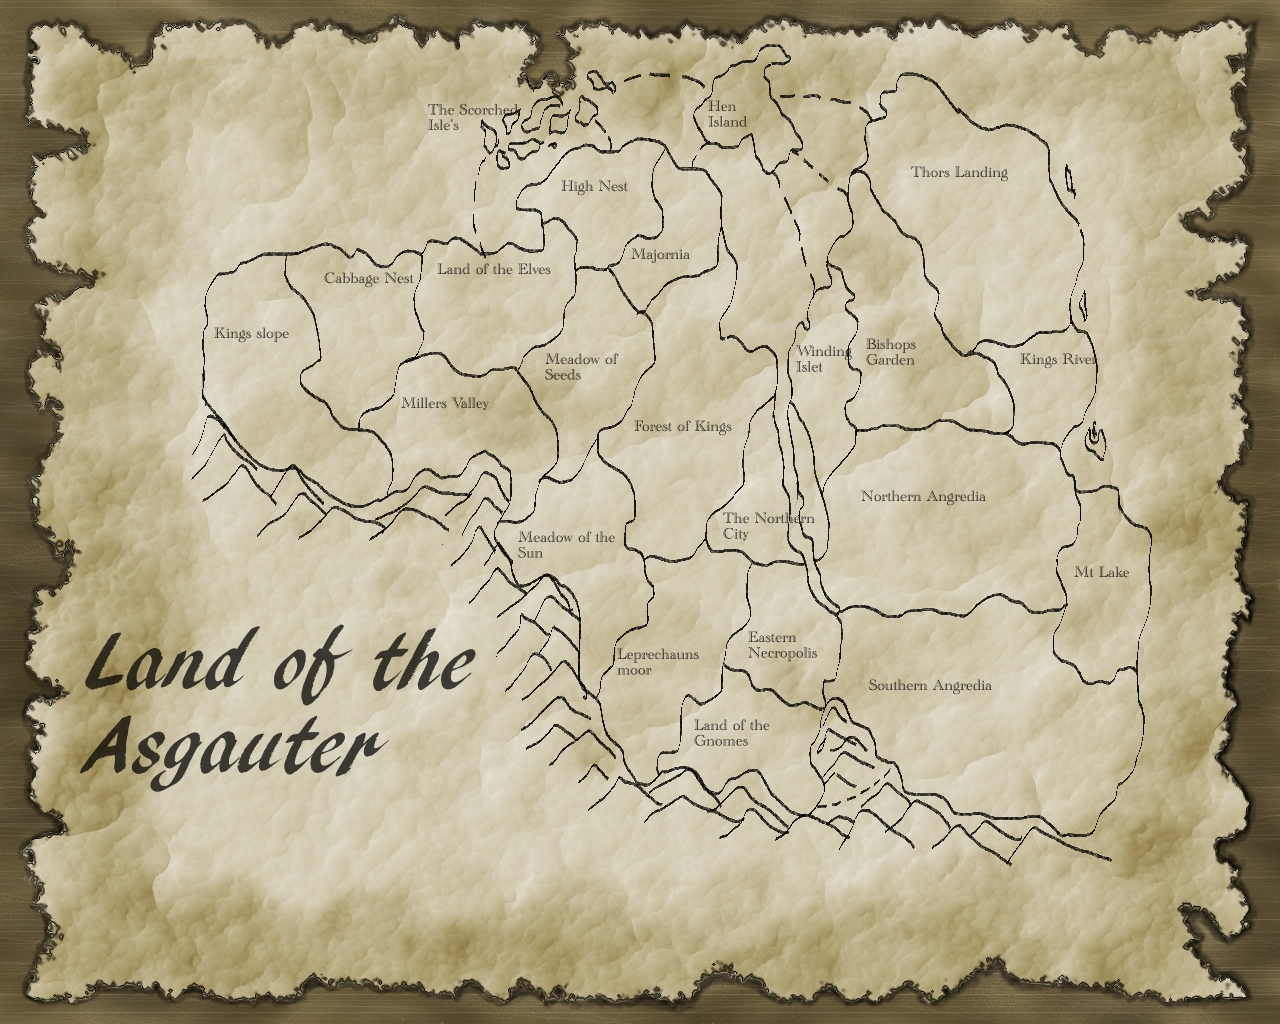 The Scorched
Isle's
Hen
Island
Thors Landing
High Nest
Majornia
Cabbage Nest
Land of the Elves
Kings slope
Meadow of
Seeds
Winding
Islet
Bishops
Garden
Kings River
Millers Valley
Forest of Kings
Northern Angredia
The Northern
City
Meadow of the
Sun
Mt Lake
Leprechauns
moor
Eastern
Necropolis
Southern Angredia
Land of the
Gnomes
Land of the
Asgauter